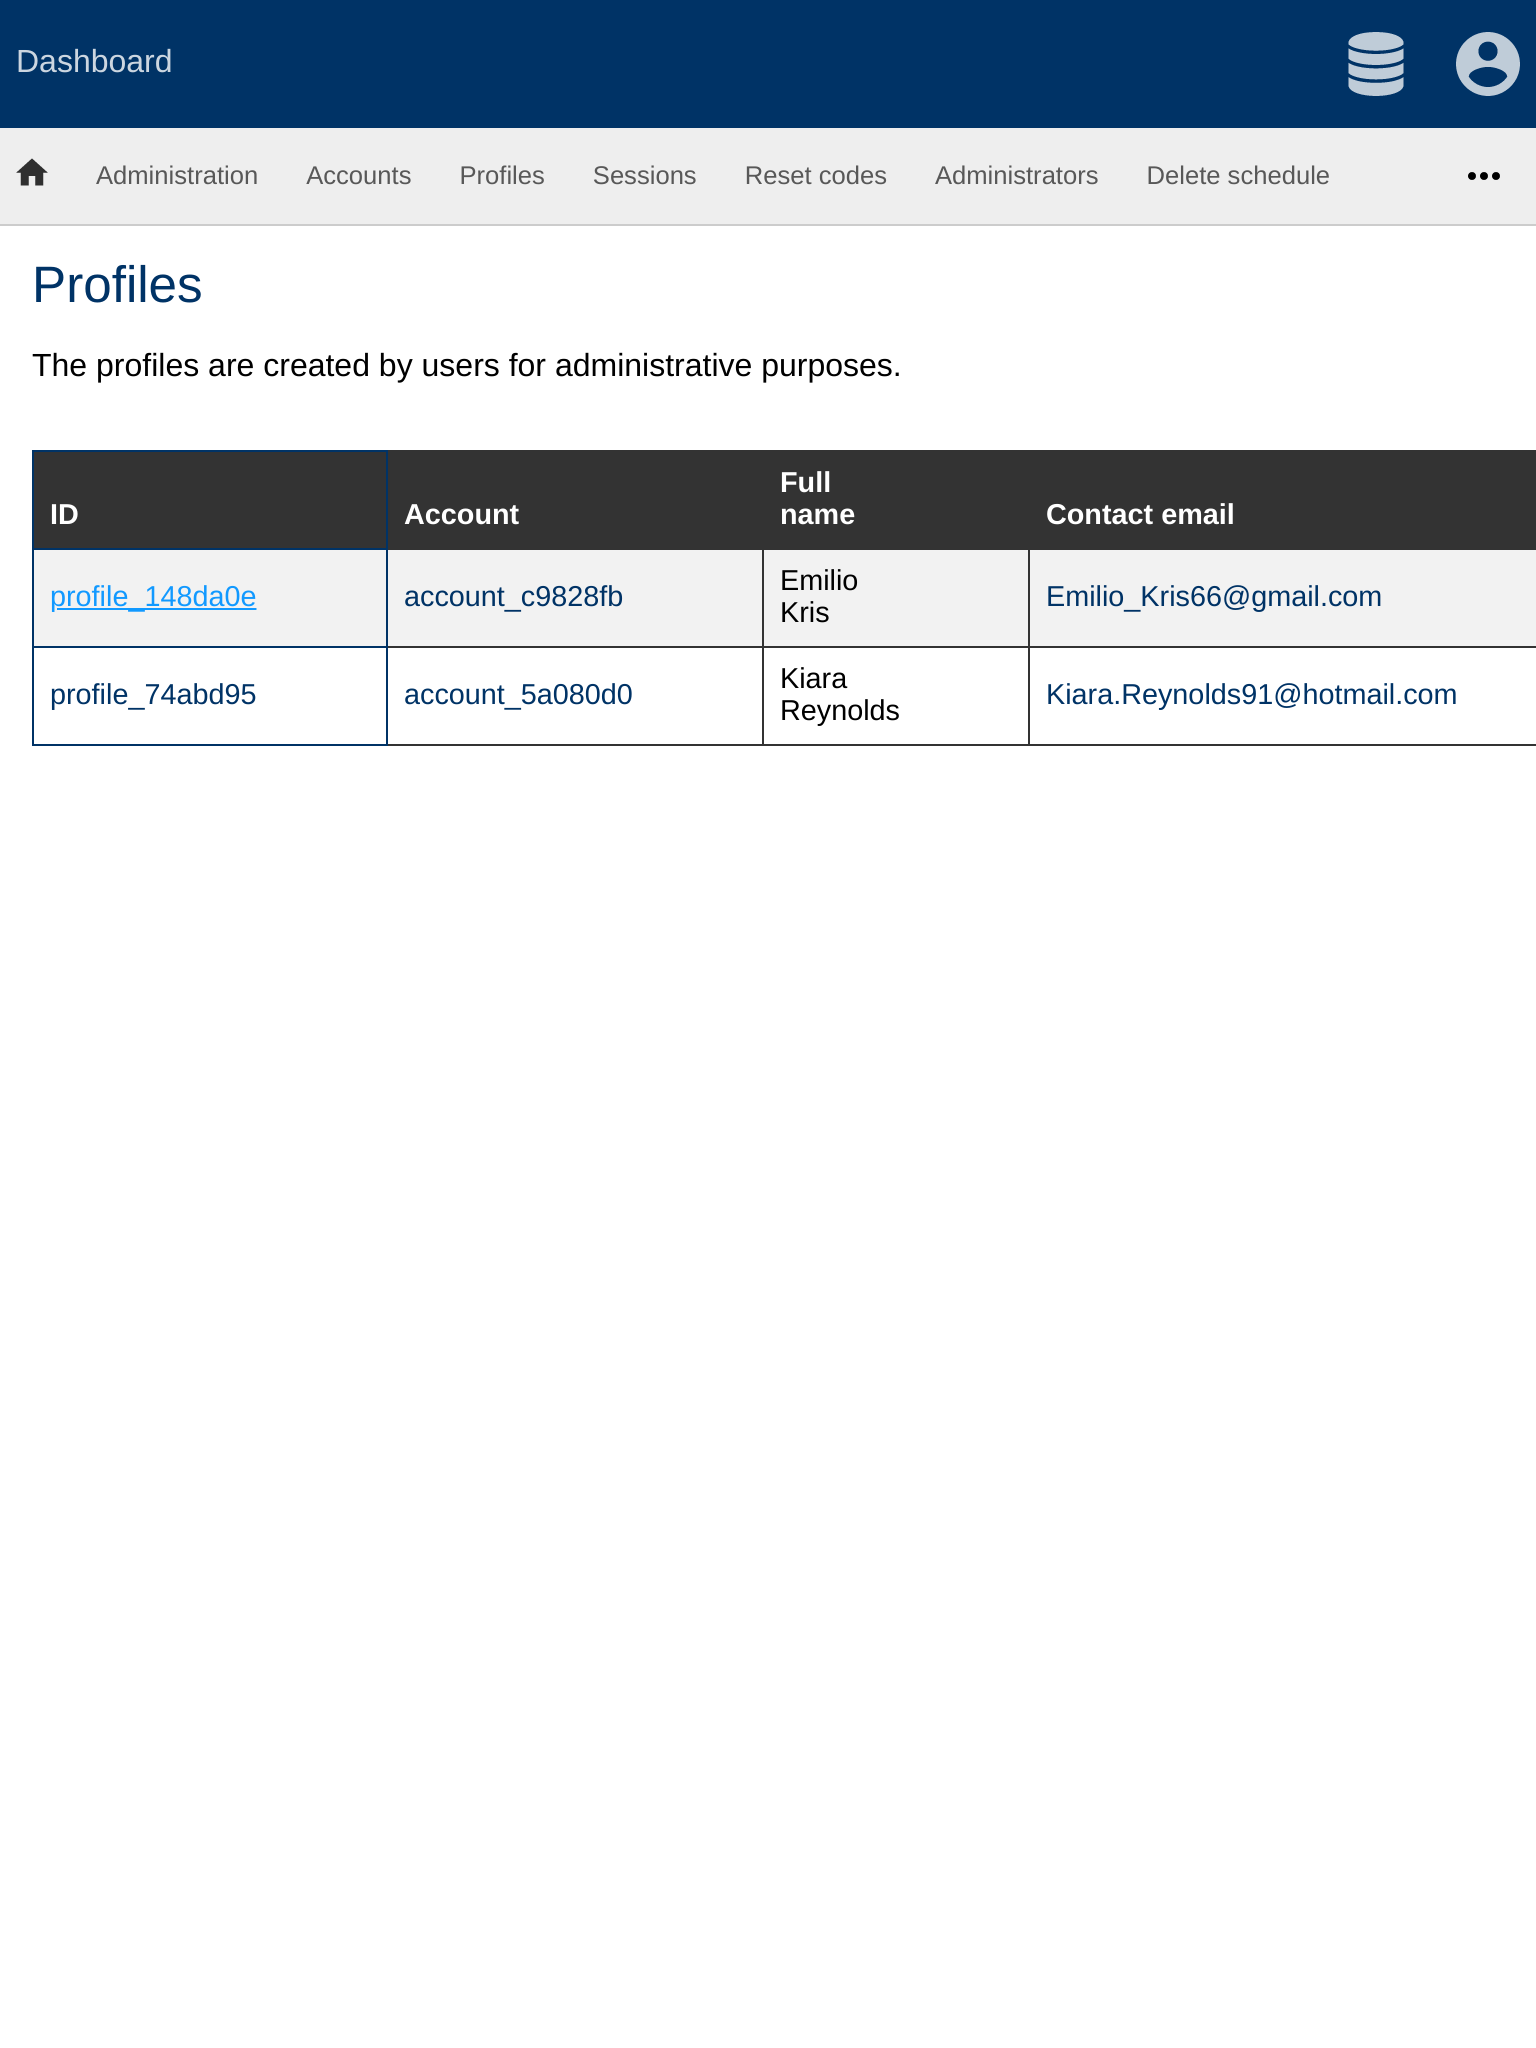 Dashboard
Administration Accounts Profiles Sessions Reset codes Administrators Delete schedule
Profiles
The profiles are created by users for administrative purposes.
ID Account Full name Contact email
profile_148da0e account_c9828fb Emilio Kris Emilio_Kris66@gmail.com
profile_74abd95 account_5a080d0 Kiara Reynolds Kiara.Reynolds91@hotmail.com